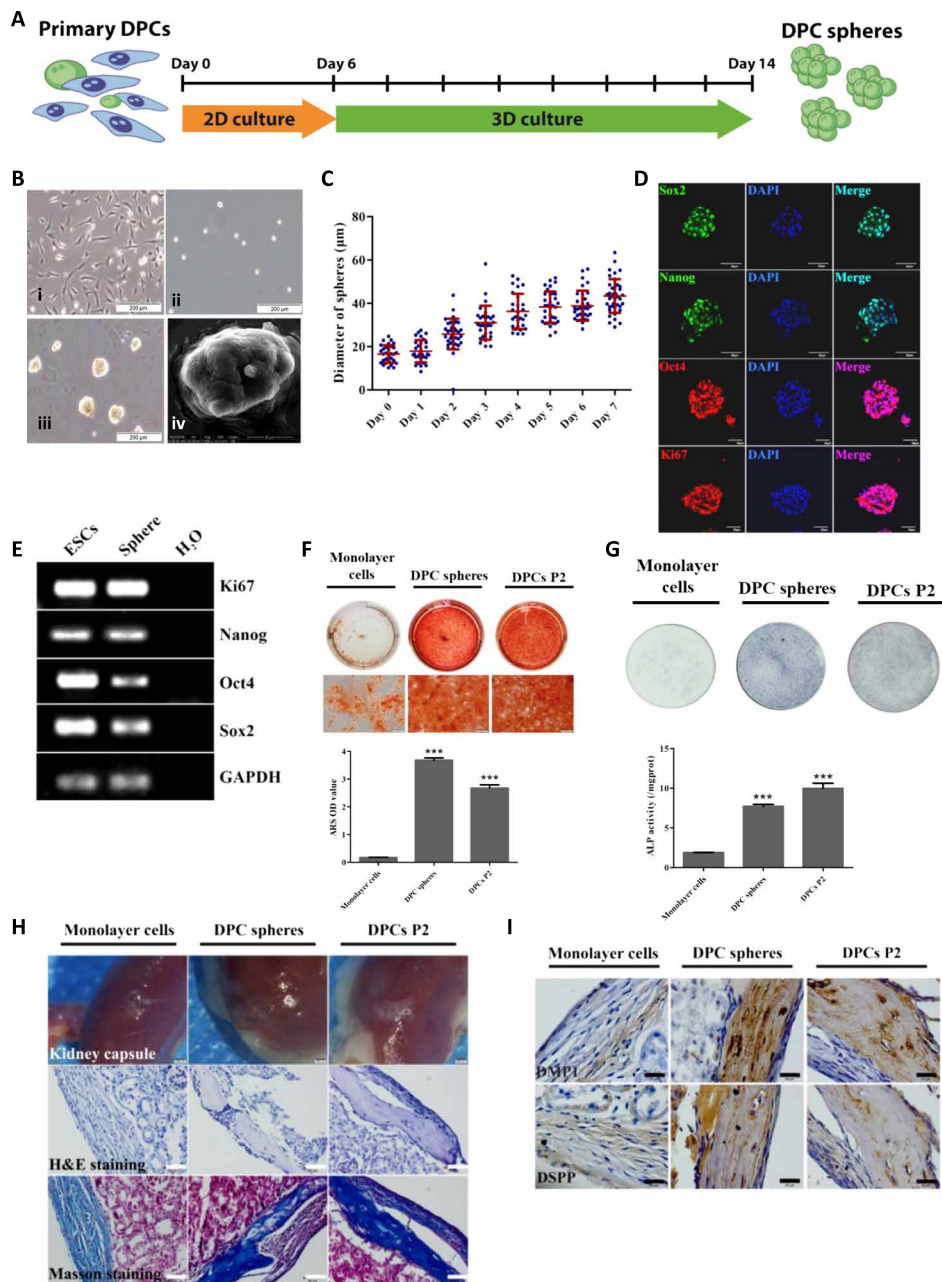 A
Primary DPCs
DPC spheres
Day 0
Day 6
Day 14
2D culture
3D culture
B
i
200 µm
ii
200 µm
iii
200 µm
iv
C
Diameter of spheres (µm)
80
60
40
20
0
Day 0
Day 1
Day 2
Day 3
Day 4
Day 5
Day 6
Day 7
D
Sox2
DAPI
Merge
Nanog
DAPI
Merge
Oct4
DAPI
Merge
Ki67
DAPI
Merge
E
ESCs
Sphere
H₂O
Ki67
Nanog
Oct4
Sox2
GAPDH
F
Monolayer
cells
DPC spheres
DPCs P2
ARS OD value
4
3
2
1
0
***
***
Monolayer cells
DPC spheres
DPCs P2
G
Monolayer
cells
DPC spheres
DPCs P2
ALP activity (/mgprot)
15
10
5
0
***
***
Monolayer cells
DPC spheres
DPCs P2
H
Monolayer cells
DPC spheres
DPCs P2
Kidney capsule
H&E staining
Masson staining
I
Monolayer cells
DPC spheres
DPCs P2
DMP1
DSPP